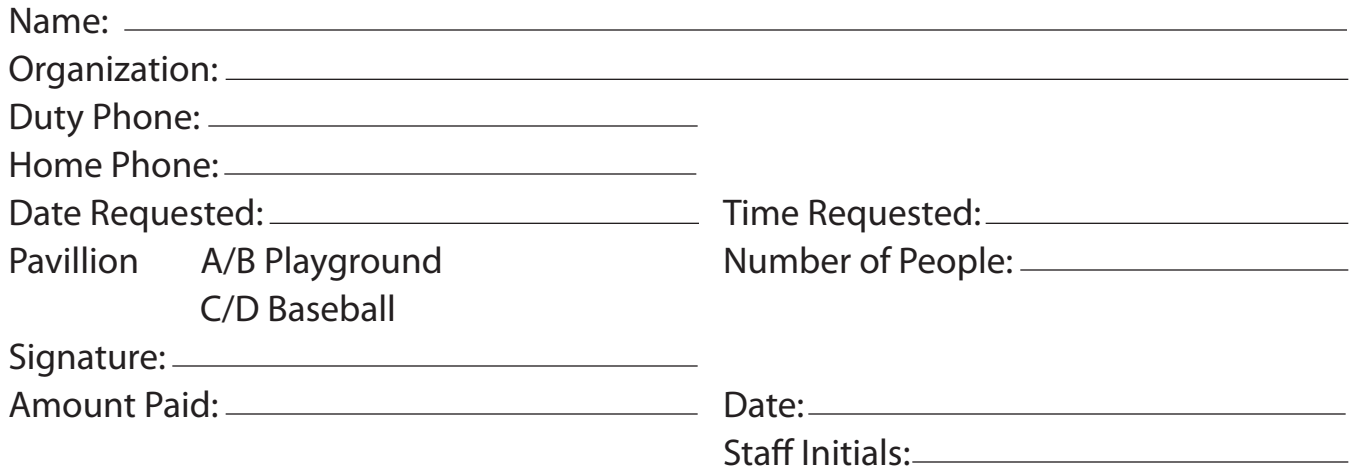 Name:
Organization:
Duty Phone:
Home Phone:
Date Requested: Time Requested:
Pavillion A/B Playground Number of People:
C/D Baseball
Signature:
Amount Paid: Date:
Staff Initials: